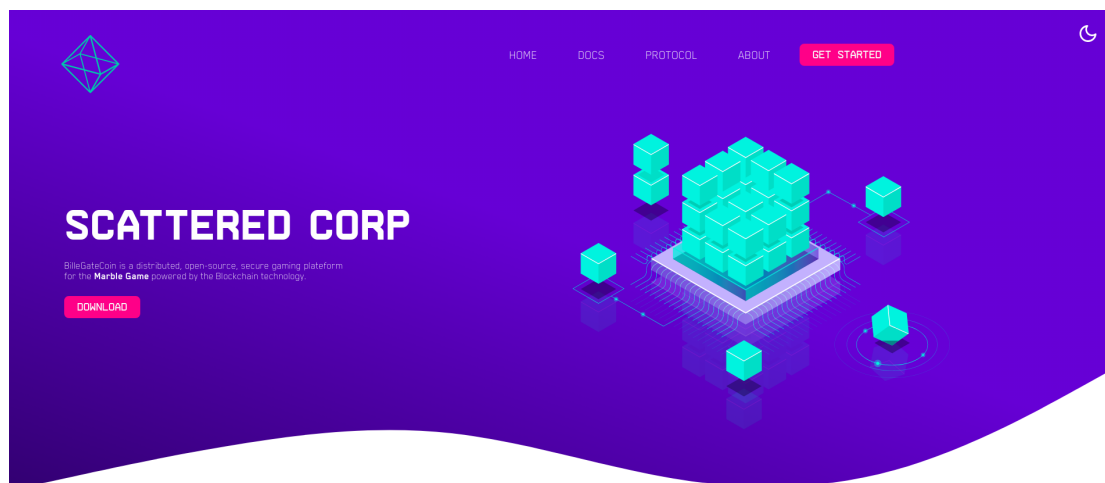 HOME
DOCS
PROTOCOL
ABOUT
GET STARTED
SCATTERED CORP
BilleGateCoin is a distributed, open-source, secure gaming plateform
for the Marble Game powered by the Blockchain technology.
DOWNLOAD